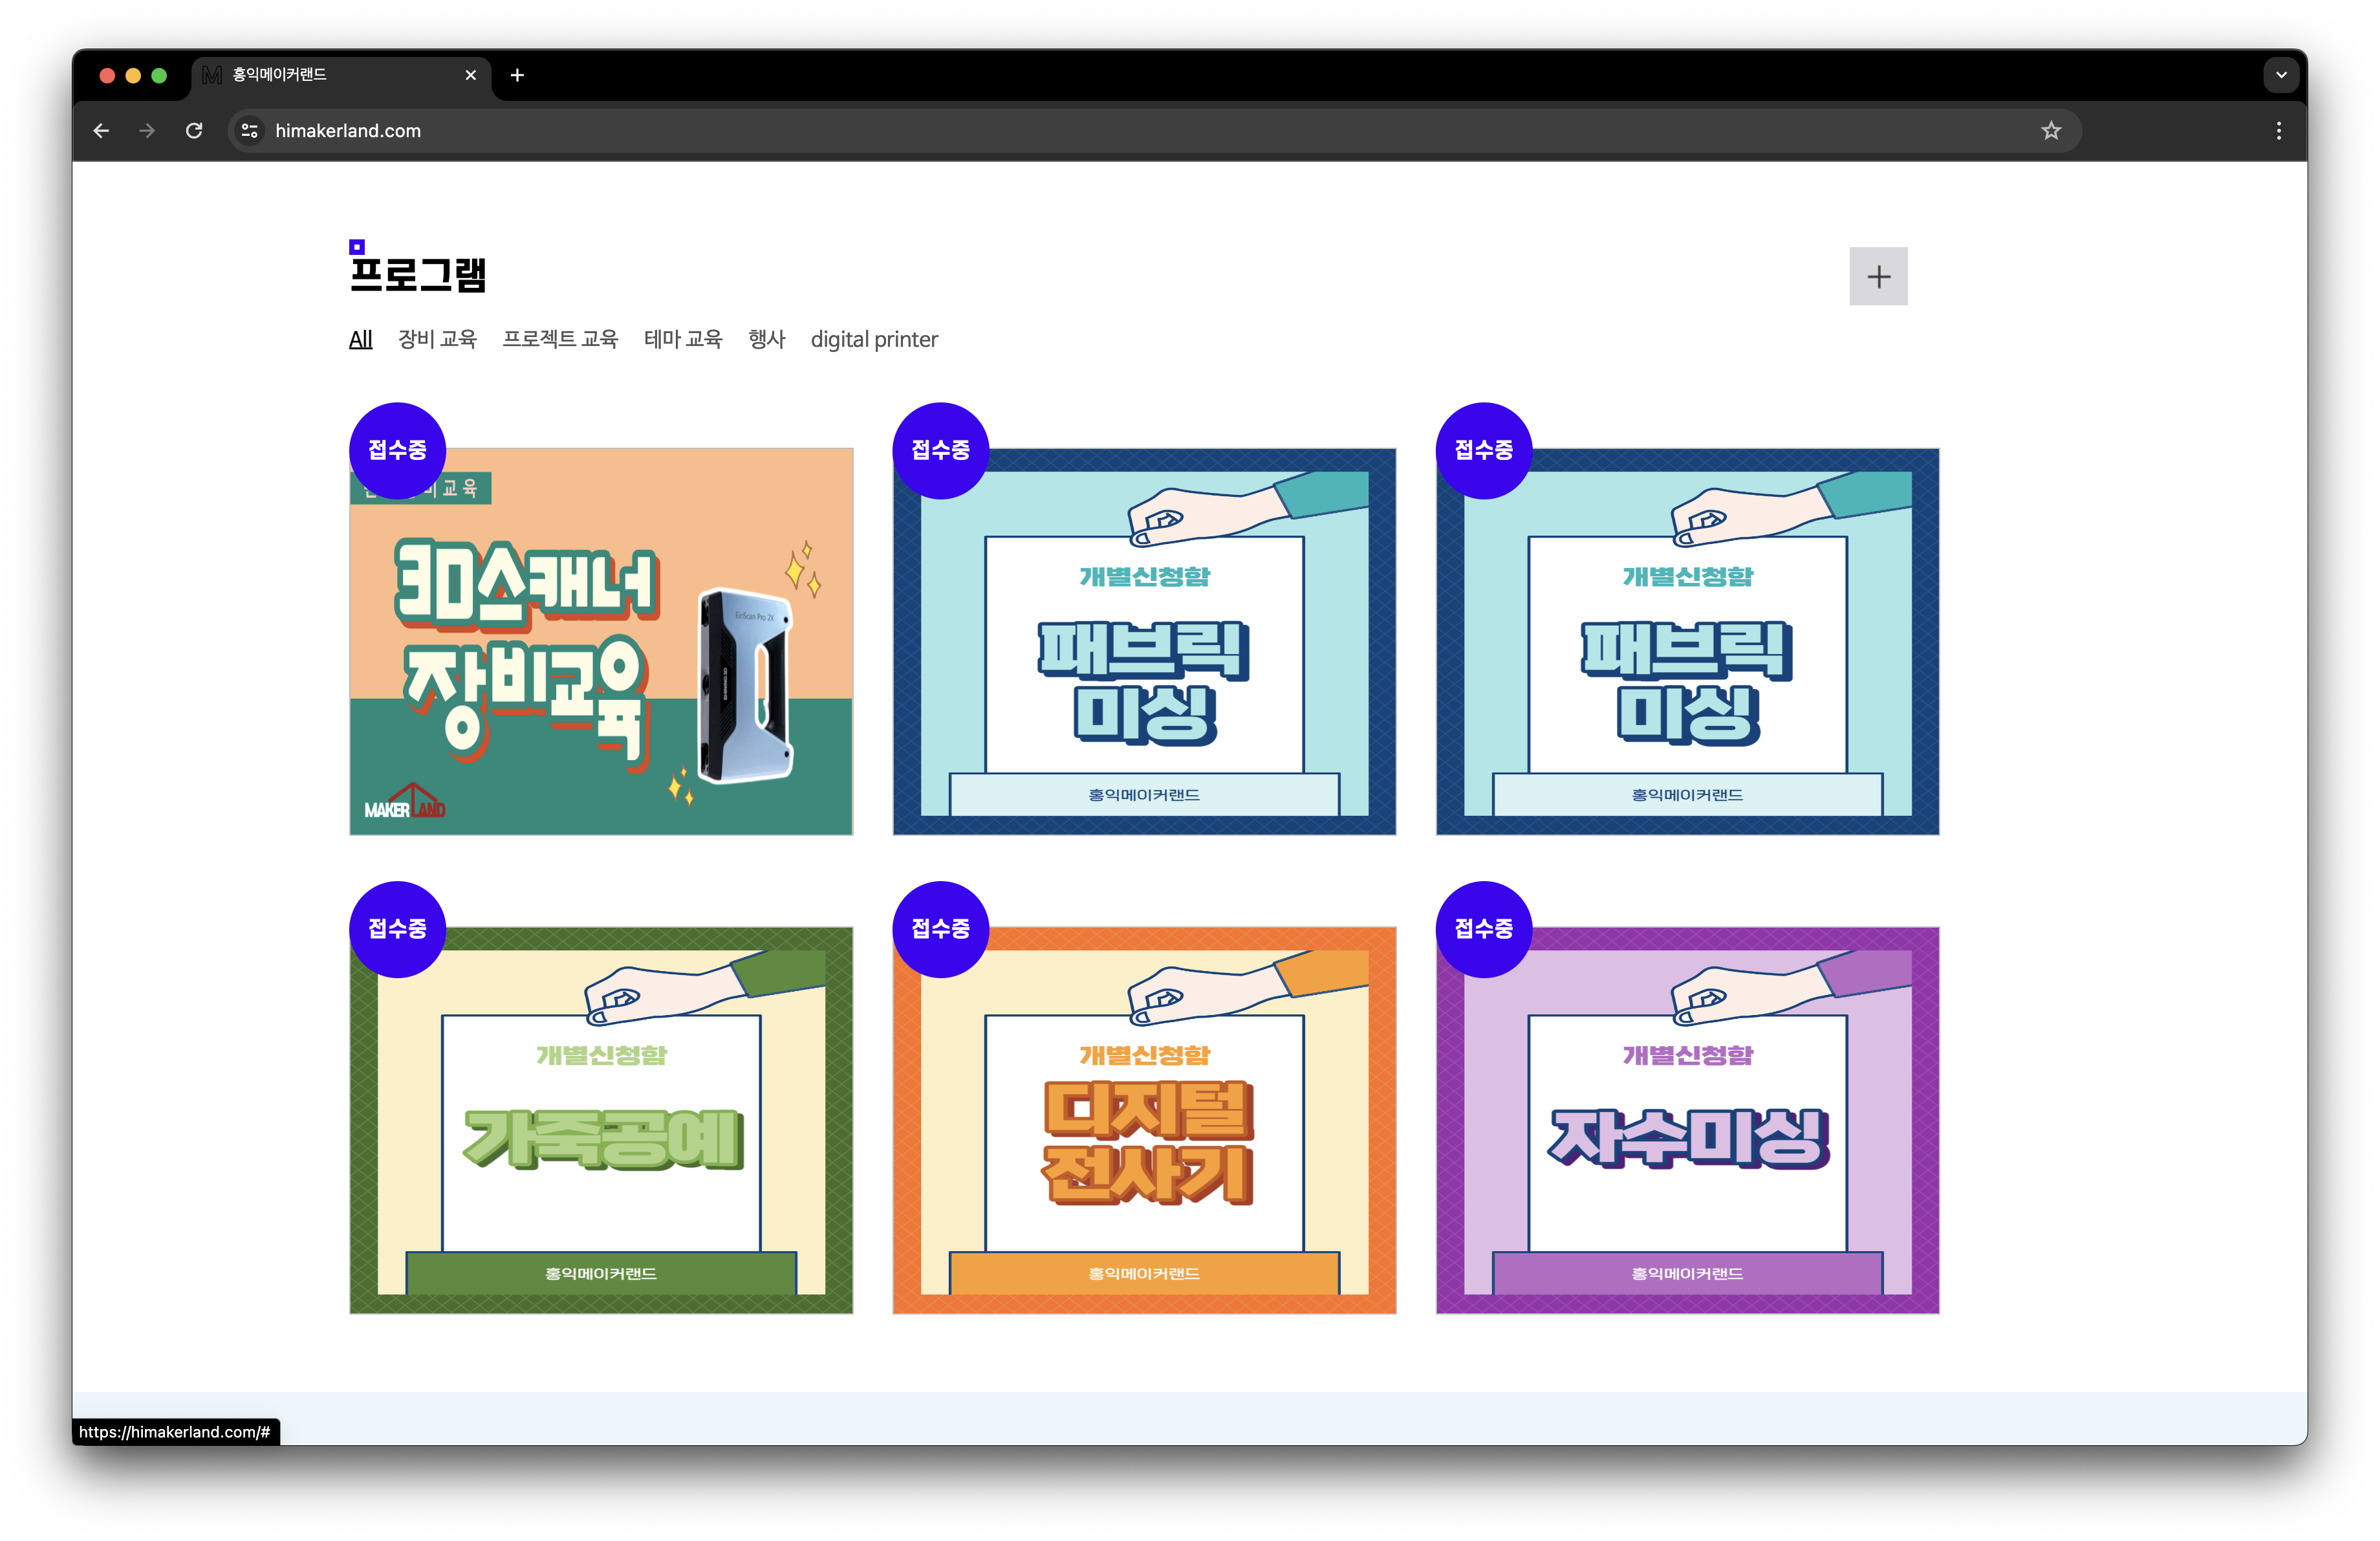 홍익메이커랜드
himakerland.com
프로그램
All 장비 교육 프로젝트 교육 테마 교육 행사 digital printer
접수중
비교육
3D스캐너
장비교육
EinScan Pro 2X
MAKER LAND
접수중
개별신청함
패브릭
미싱
홍익메이커랜드
접수중
개별신청함
패브릭
미싱
홍익메이커랜드
접수중
개별신청함
가죽공예
홍익메이커랜드
접수중
개별신청함
디지털
전사기
홍익메이커랜드
접수중
개별신청함
자수미싱
홍익메이커랜드
https://himakerland.com/#